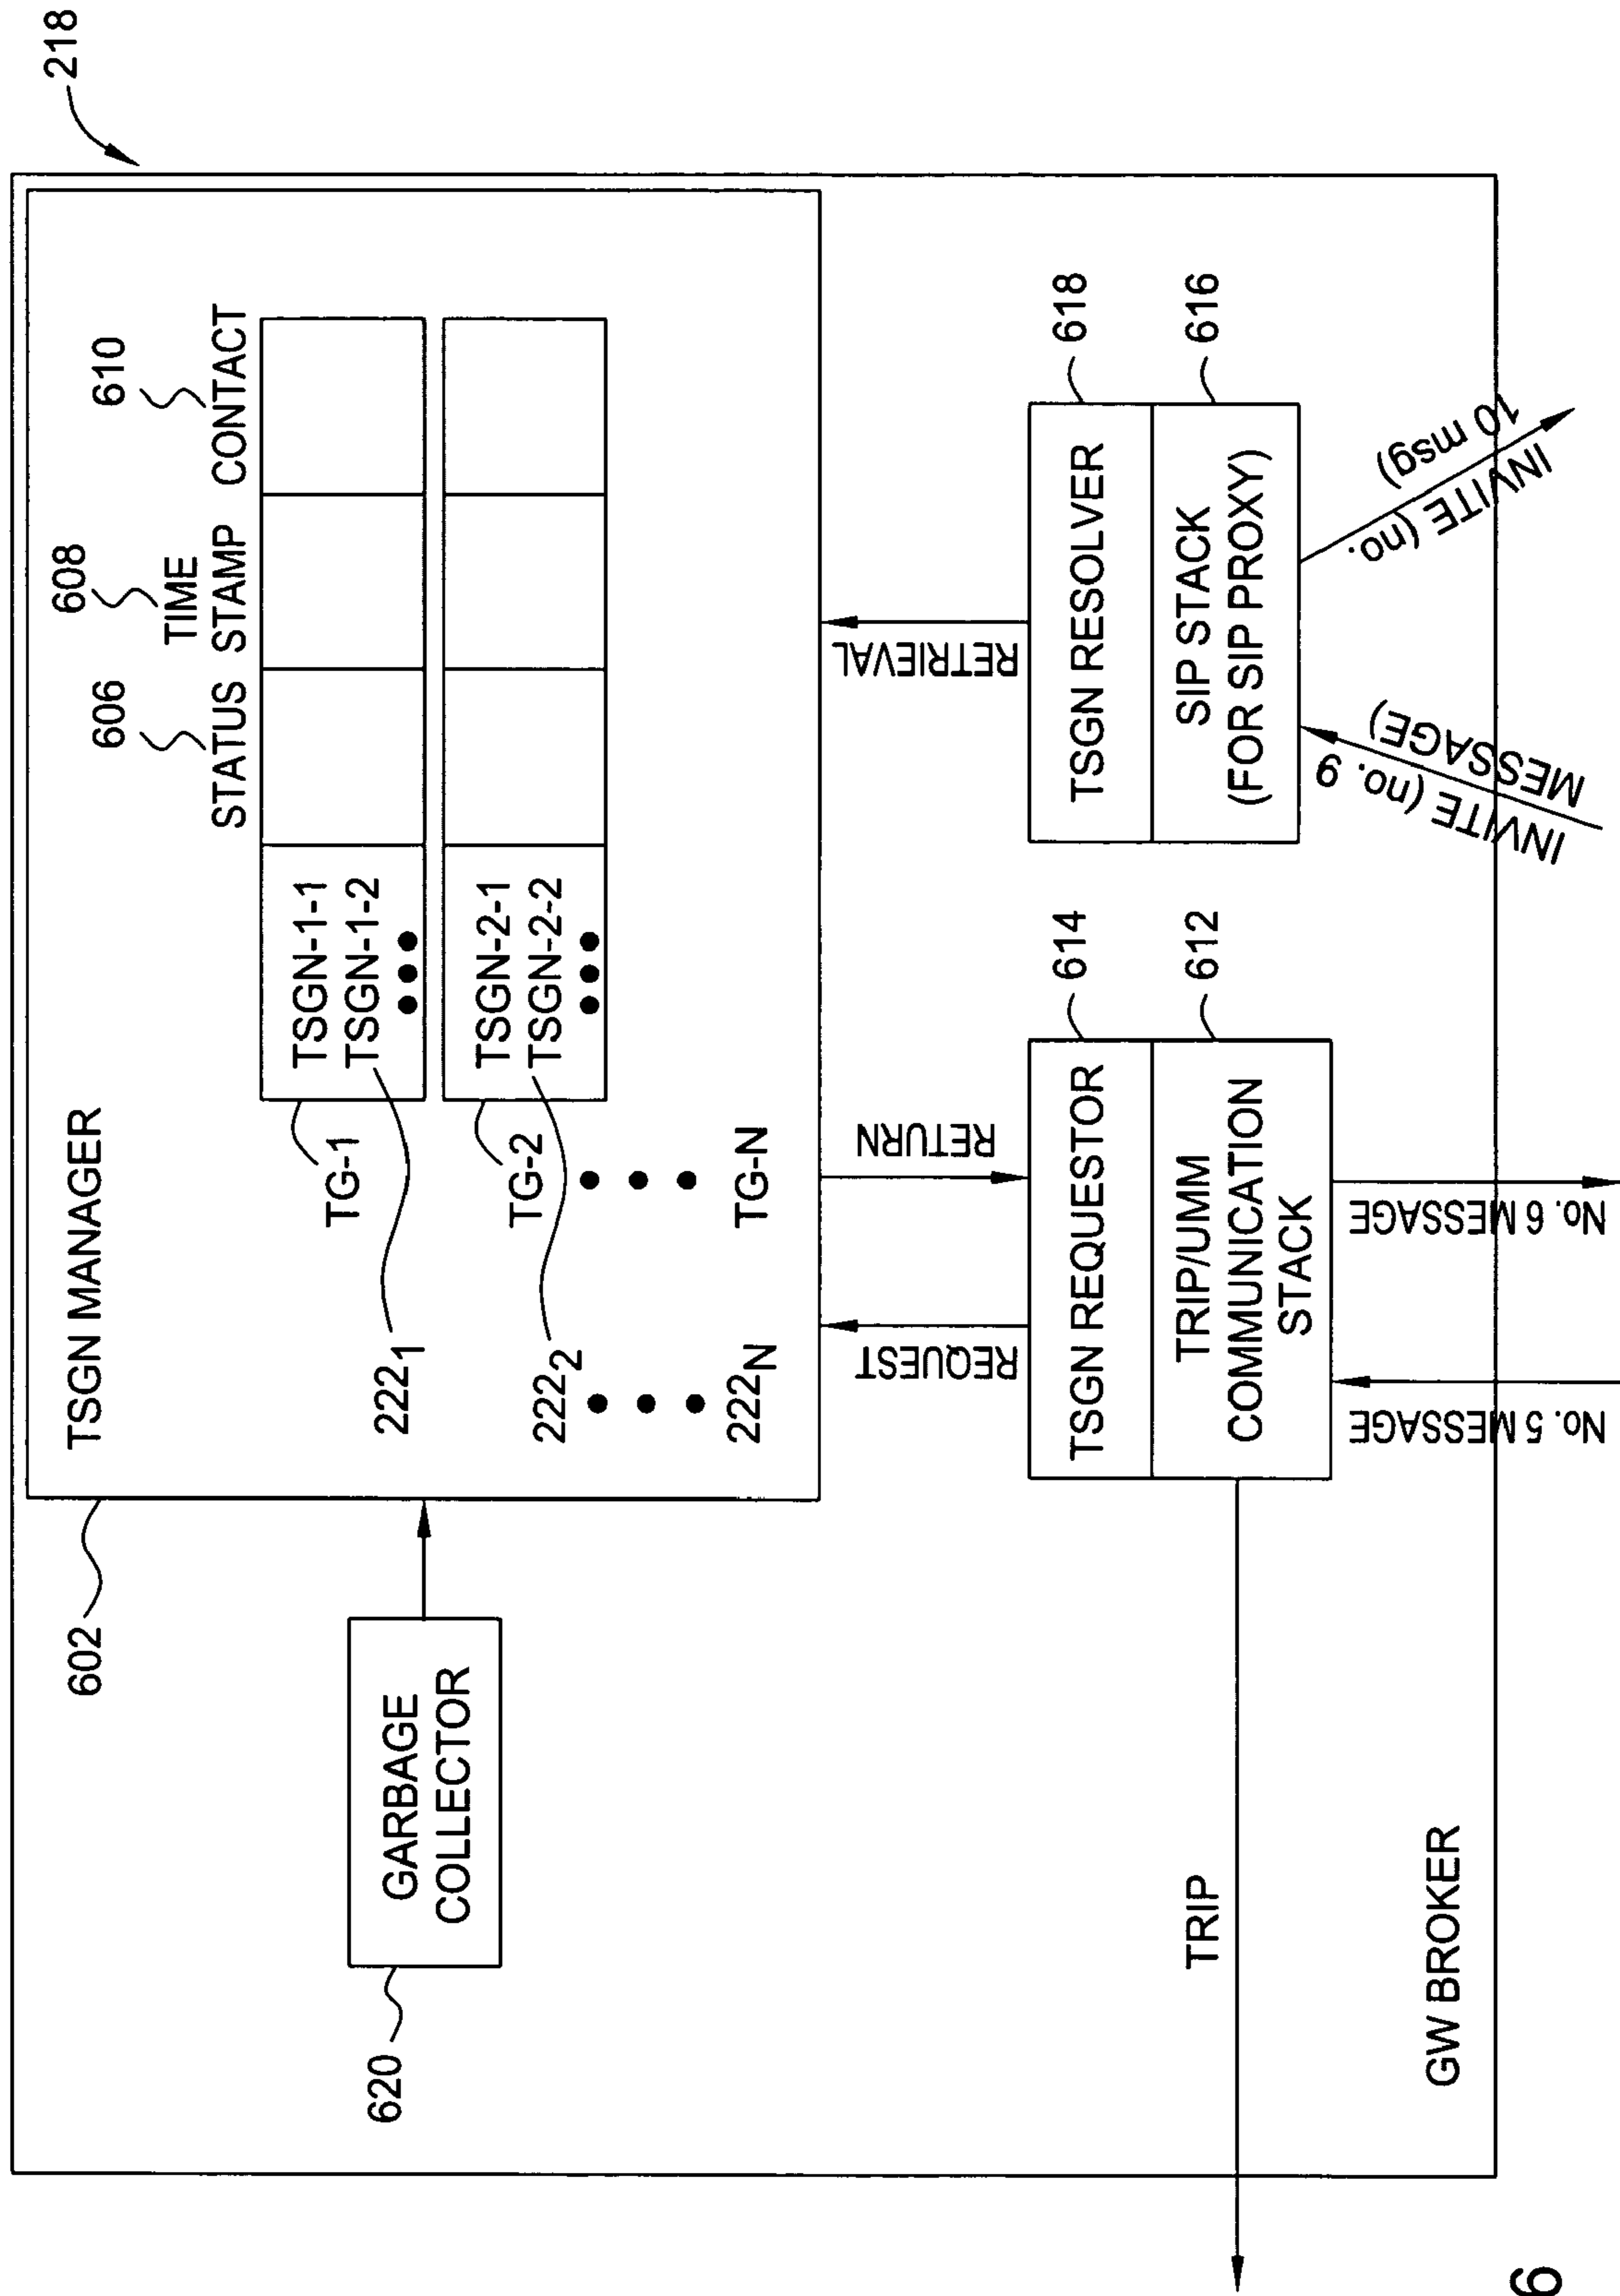 218
602
TSGN MANAGER
606
608
610
STATUS
TIME
STAMP
CONTACT
TSGN-1-1
TSGN-1-2
TG-1
222₁
TSGN-2-1
TSGN-2-2
TG-2
222₂
TG-N
222N
620
GARBAGE
COLLECTOR
REQUEST
RETURN
RETRIEVAL
TSGN REQUESTOR
614
TRIP/UMM
COMMUNICATION
STACK
612
TSGN RESOLVER
618
SIP STACK
(FOR SIP PROXY)
616
TRIP
No. 5 MESSAGE
No. 6 MESSAGE
INVITE (no. 9
MESSAGE)
INVITE (no.
10 msg)
GW BROKER
6